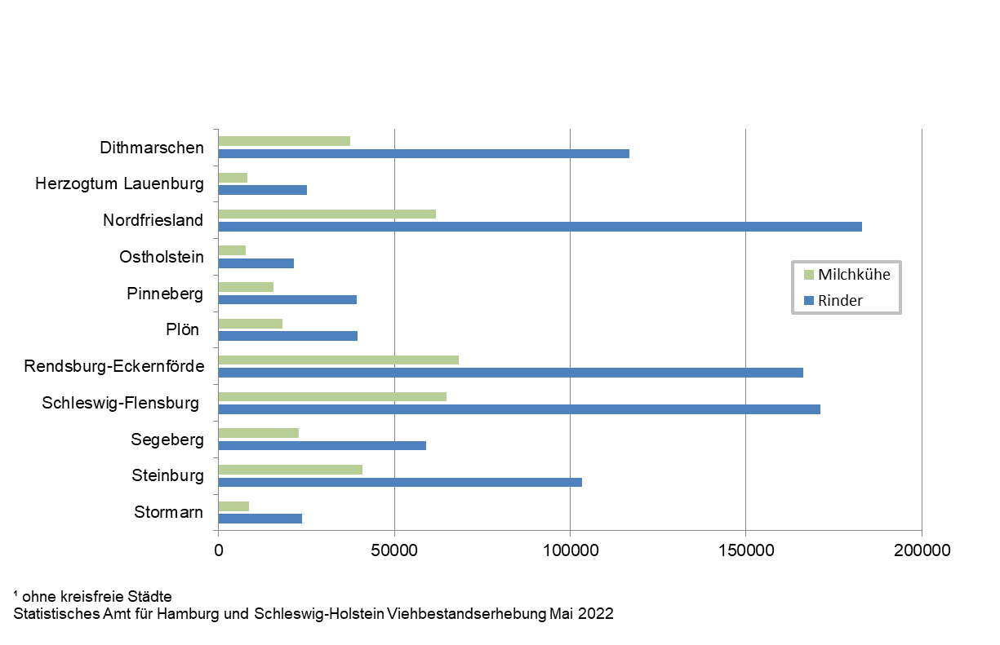 Dithmarschen
Herzogtum Lauenburg
Nordfriesland
Ostholstein
Pinneberg
Plön
Rendsburg-Eckernförde
Schleswig-Flensburg
Segeberg
Steinburg
Stormarn
Milchkühe
Rinder
0 50000 100000 150000 200000
¹ ohne kreisfreie Städte
Statistisches Amt für Hamburg und Schleswig-Holstein Viehbestandserhebung Mai 2022